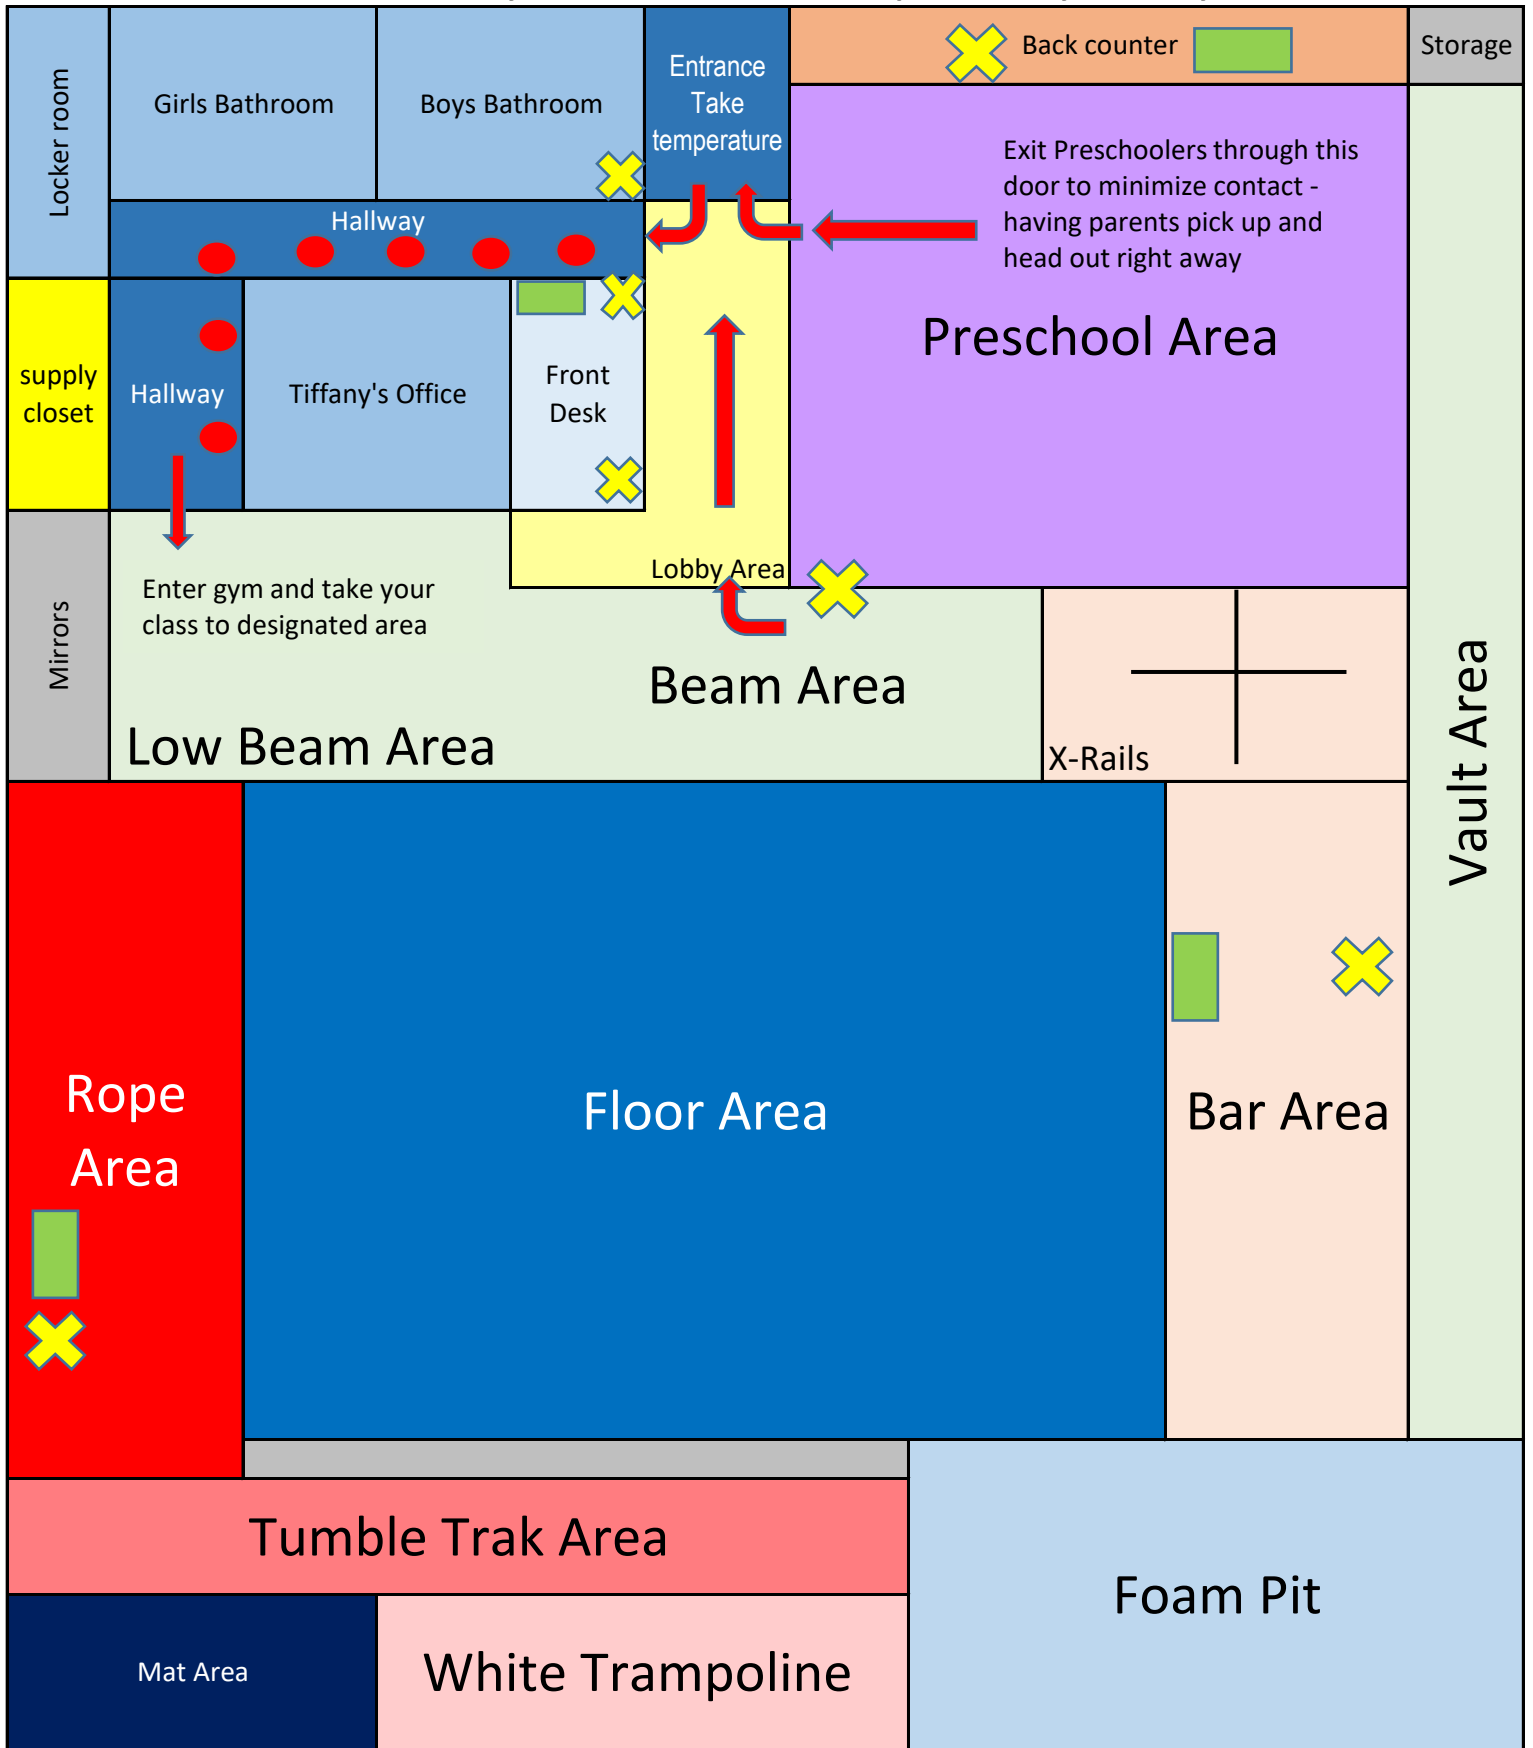 Locker room
Girls Bathroom
Boys Bathroom
Entrance
Take
temperature
Back counter
Storage
Hallway
Exit Preschoolers through this
door to minimize contact -
having parents pick up and
head out right away
Preschool Area
supply
closet
Hallway
Tiffany's Office
Front
Desk
Lobby Area
Mirrors
Enter gym and take your
class to designated area
Beam Area
Low Beam Area
X-Rails
Vault Area
Rope
Area
Floor Area
Bar Area
Tumble Trak Area
Foam Pit
Mat Area
White Trampoline